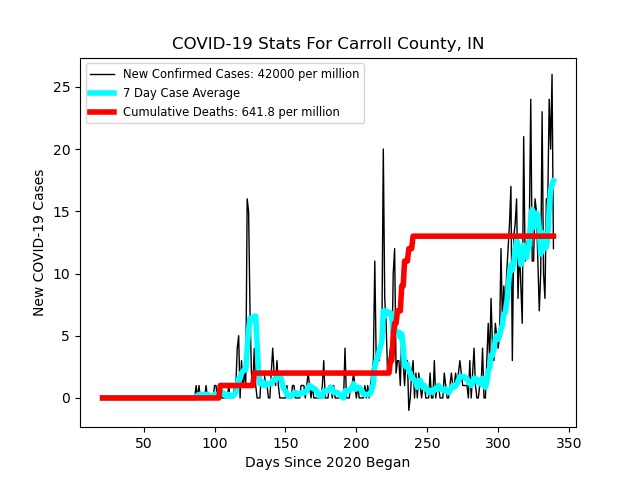 COVID-19 Stats For Carroll County, IN
New Confirmed Cases: 42000 per million
7 Day Case Average
Cumulative Deaths: 641.8 per million
New COVID-19 Cases
25
20
15
10
5
0
50
100
150
200
250
300
350
Days Since 2020 Began